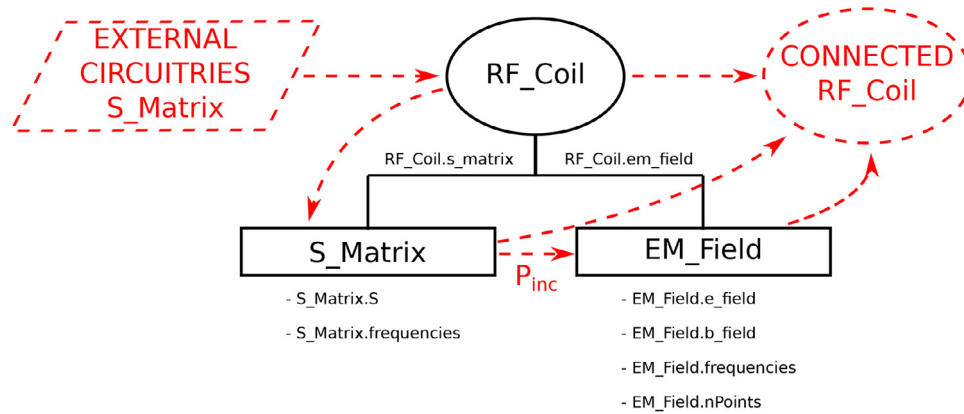 EXTERNAL
CIRCUITRIES
S_Matrix
RF_Coil
CONNECTED
RF_Coil
RF_Coil.s_matrix
RF_Coil.em_field
S_Matrix
P_inc
EM_Field
- S_Matrix.S
- S_Matrix.frequencies
- EM_Field.e_field
- EM_Field.b_field
- EM_Field.frequencies
- EM_Field.nPoints